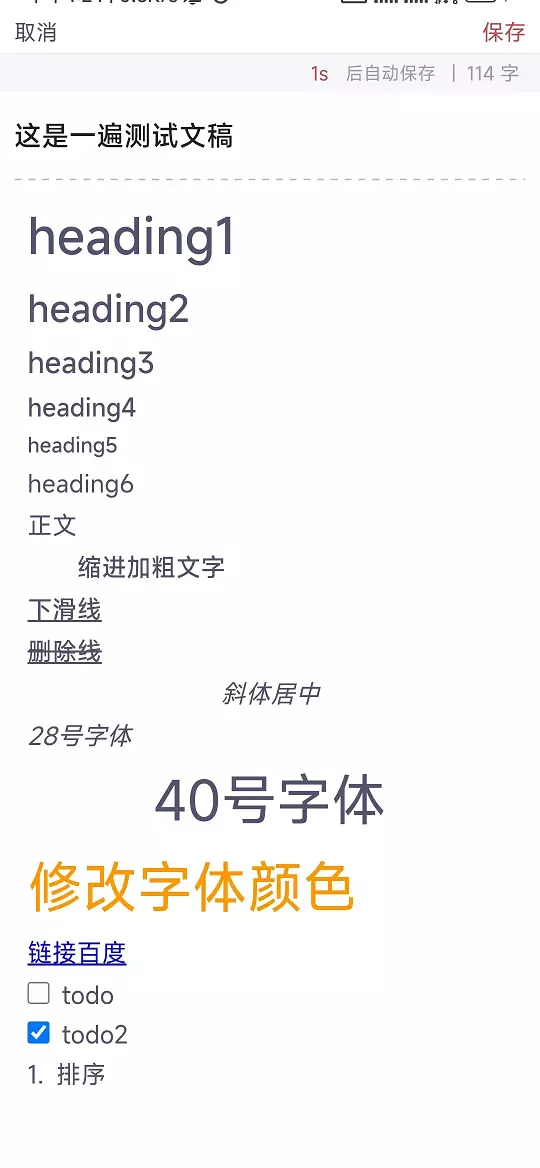 取消
保存
1s 后自动保存 | 114 字
这是一遍测试文稿
heading1
heading2
heading3
heading4
heading5
heading6
正文
缩进加粗文字
下滑线
删除线
斜体居中
28号字体
40号字体
修改字体颜色
链接百度
todo
todo2
1. 排序